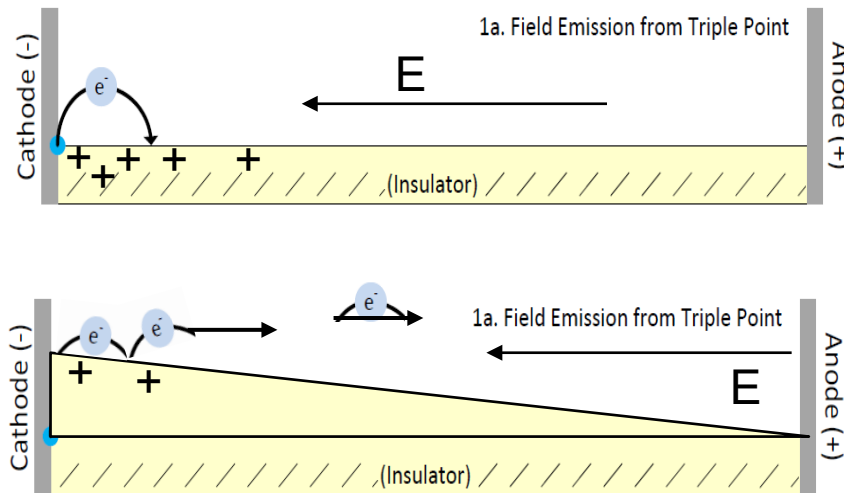 1a. Field Emission from Triple Point
Cathode (-)
Anode (+)
E
e-
+ + + + +
(Insulator)
1a. Field Emission from Triple Point
Cathode (-)
Anode (+)
e- e- e-
E
+ +
(Insulator)